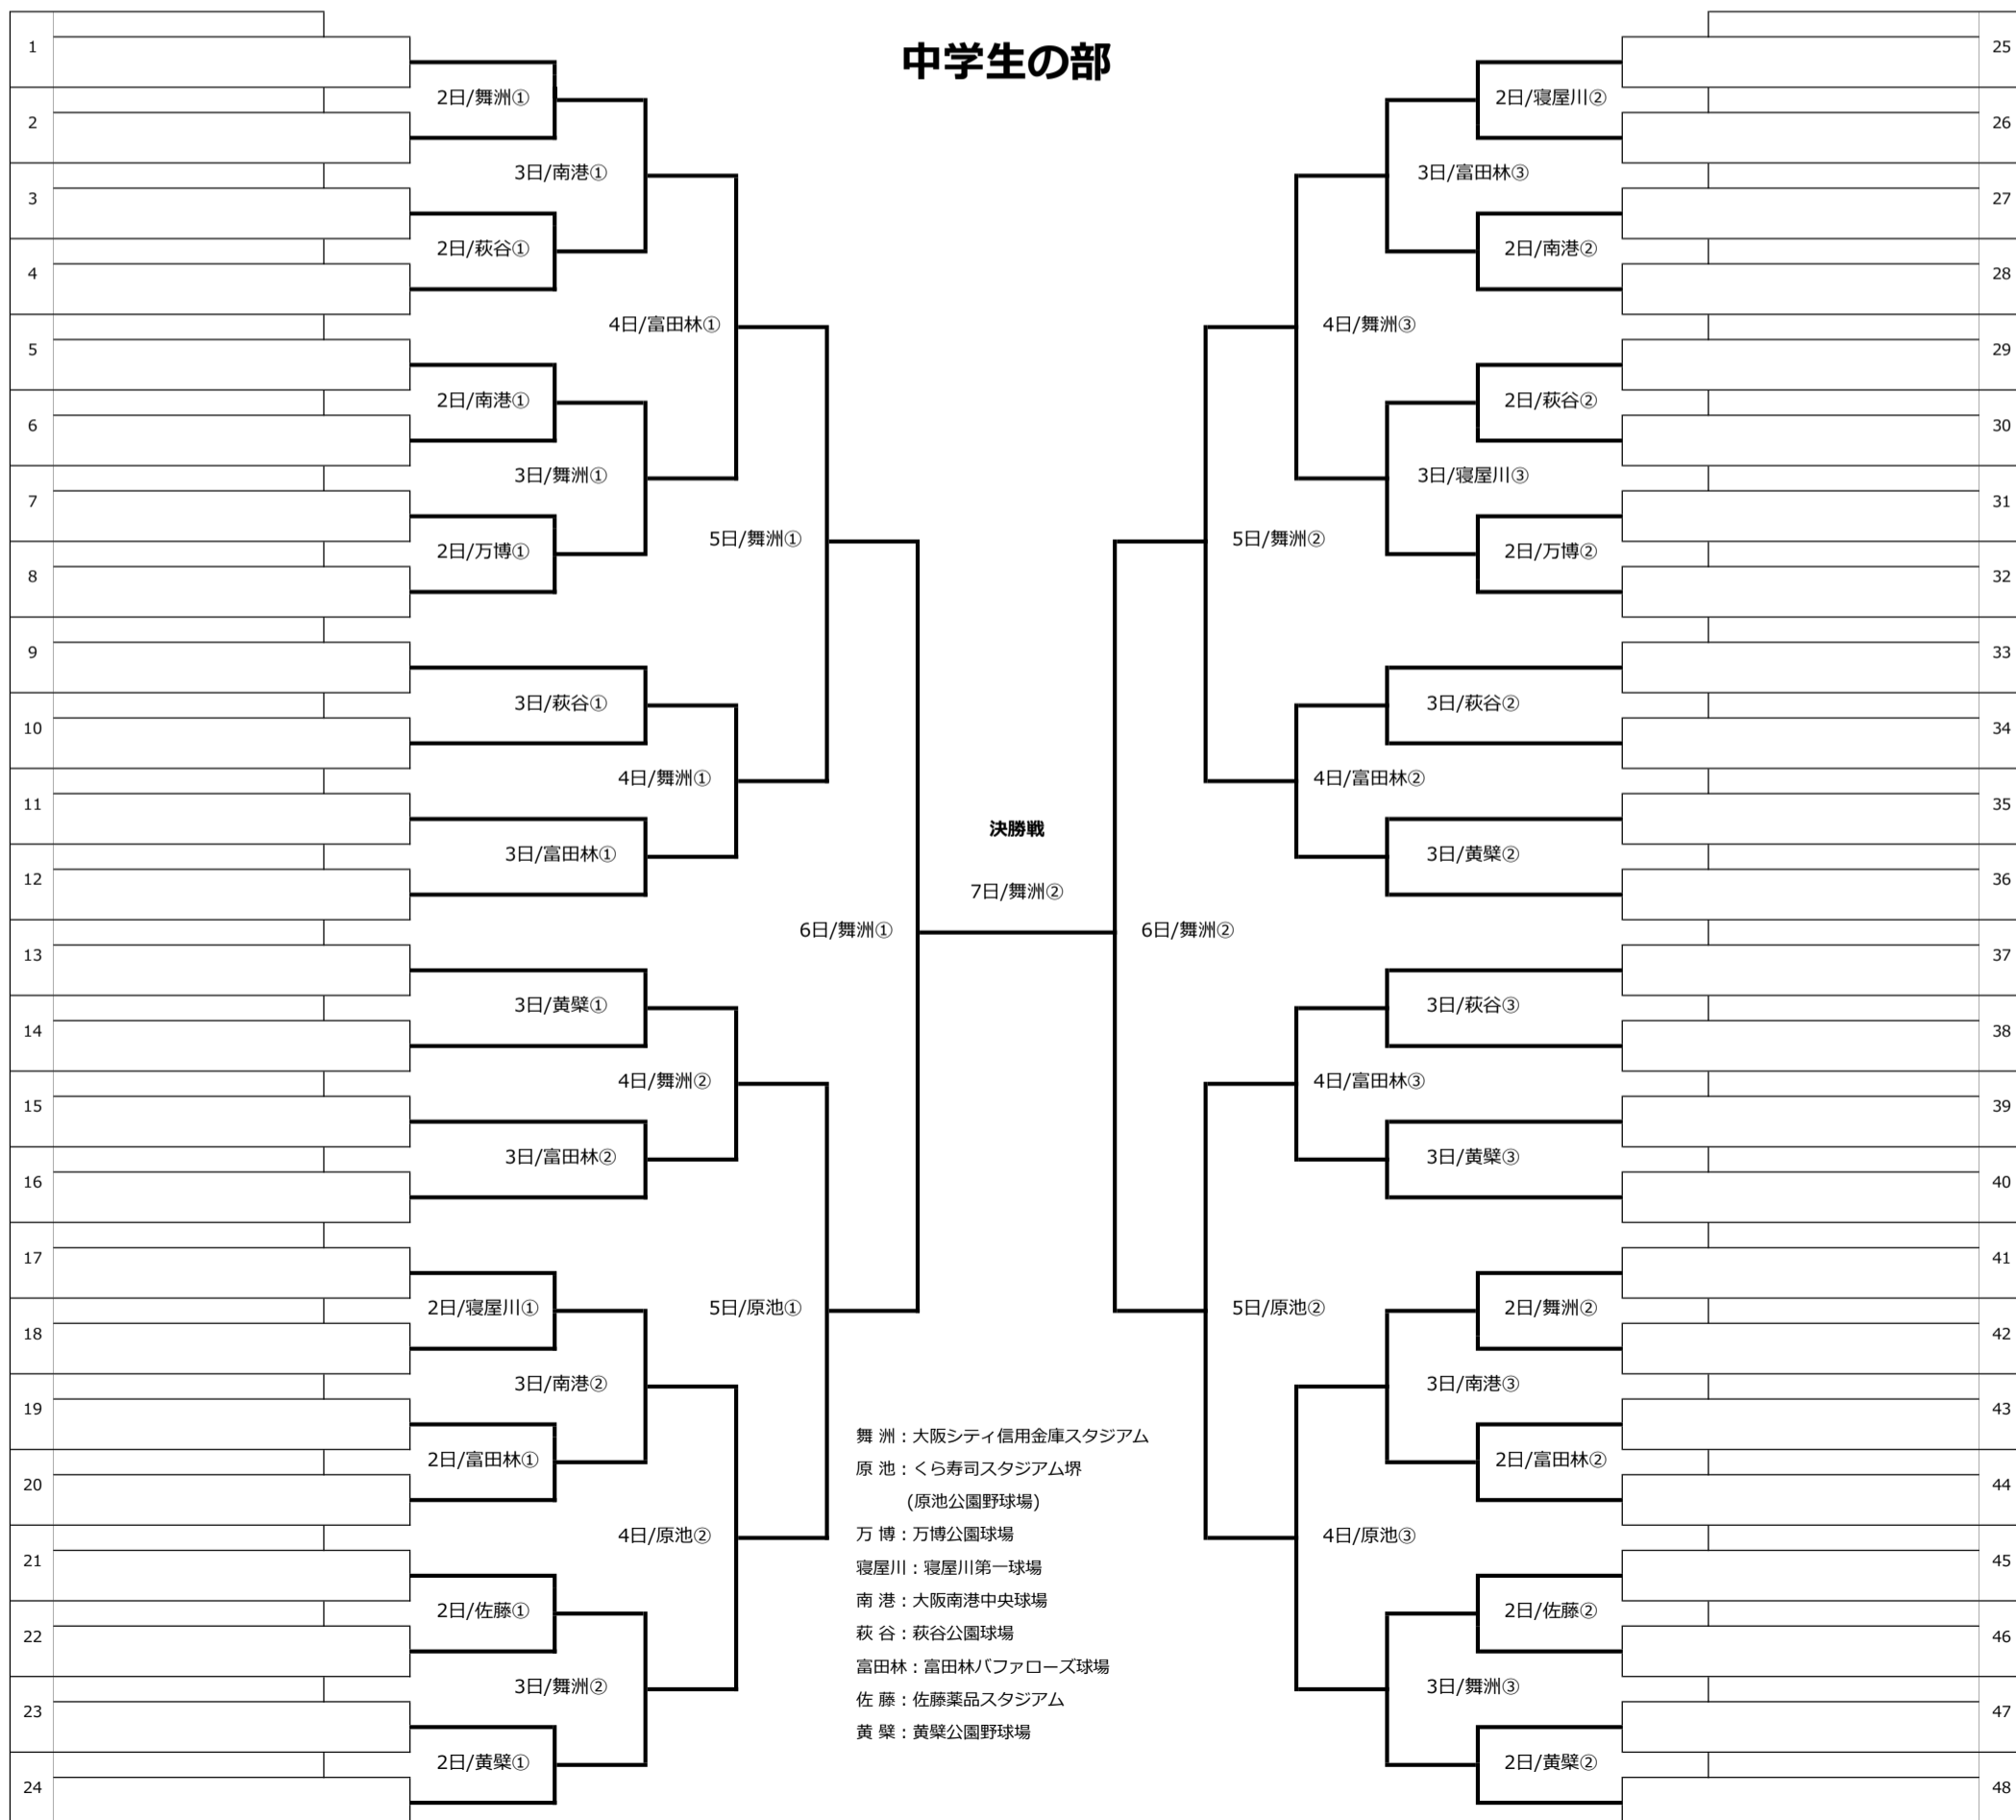 中学生の部
1
2
3
4
5
6
7
8
9
10
11
12
13
14
15
16
17
18
19
20
21
22
23
24
2日/舞洲①
2日/萩谷①
2日/南港①
2日/万博①
2日/寝屋川①
2日/富田林①
2日/佐藤①
2日/黄檗①
3日/南港①
3日/舞洲①
3日/萩谷①
3日/富田林①
3日/黄檗①
3日/富田林②
3日/南港②
3日/舞洲②
4日/富田林①
4日/舞洲①
4日/舞洲②
4日/原池②
5日/舞洲①
5日/原池①
6日/舞洲①
決勝戦
7日/舞洲②
6日/舞洲②
5日/舞洲②
5日/原池②
4日/舞洲③
4日/富田林②
4日/富田林③
4日/原池③
3日/富田林③
3日/寝屋川③
3日/萩谷②
3日/黄檗②
3日/萩谷③
3日/黄檗③
3日/南港③
3日/舞洲③
2日/寝屋川②
2日/南港②
2日/萩谷②
2日/万博②
2日/舞洲②
2日/富田林②
2日/佐藤②
2日/黄檗②
25
26
27
28
29
30
31
32
33
34
35
36
37
38
39
40
41
42
43
44
45
46
47
48
舞 洲：大阪シティ信用金庫スタジアム
原 池：くら寿司スタジアム堺
(原池公園野球場)
万 博：万博公園球場
寝屋川：寝屋川第一球場
南 港：大阪南港中央球場
萩 谷：萩谷公園球場
富田林：富田林バファローズ球場
佐 藤：佐藤薬品スタジアム
黄 檗：黄檗公園野球場